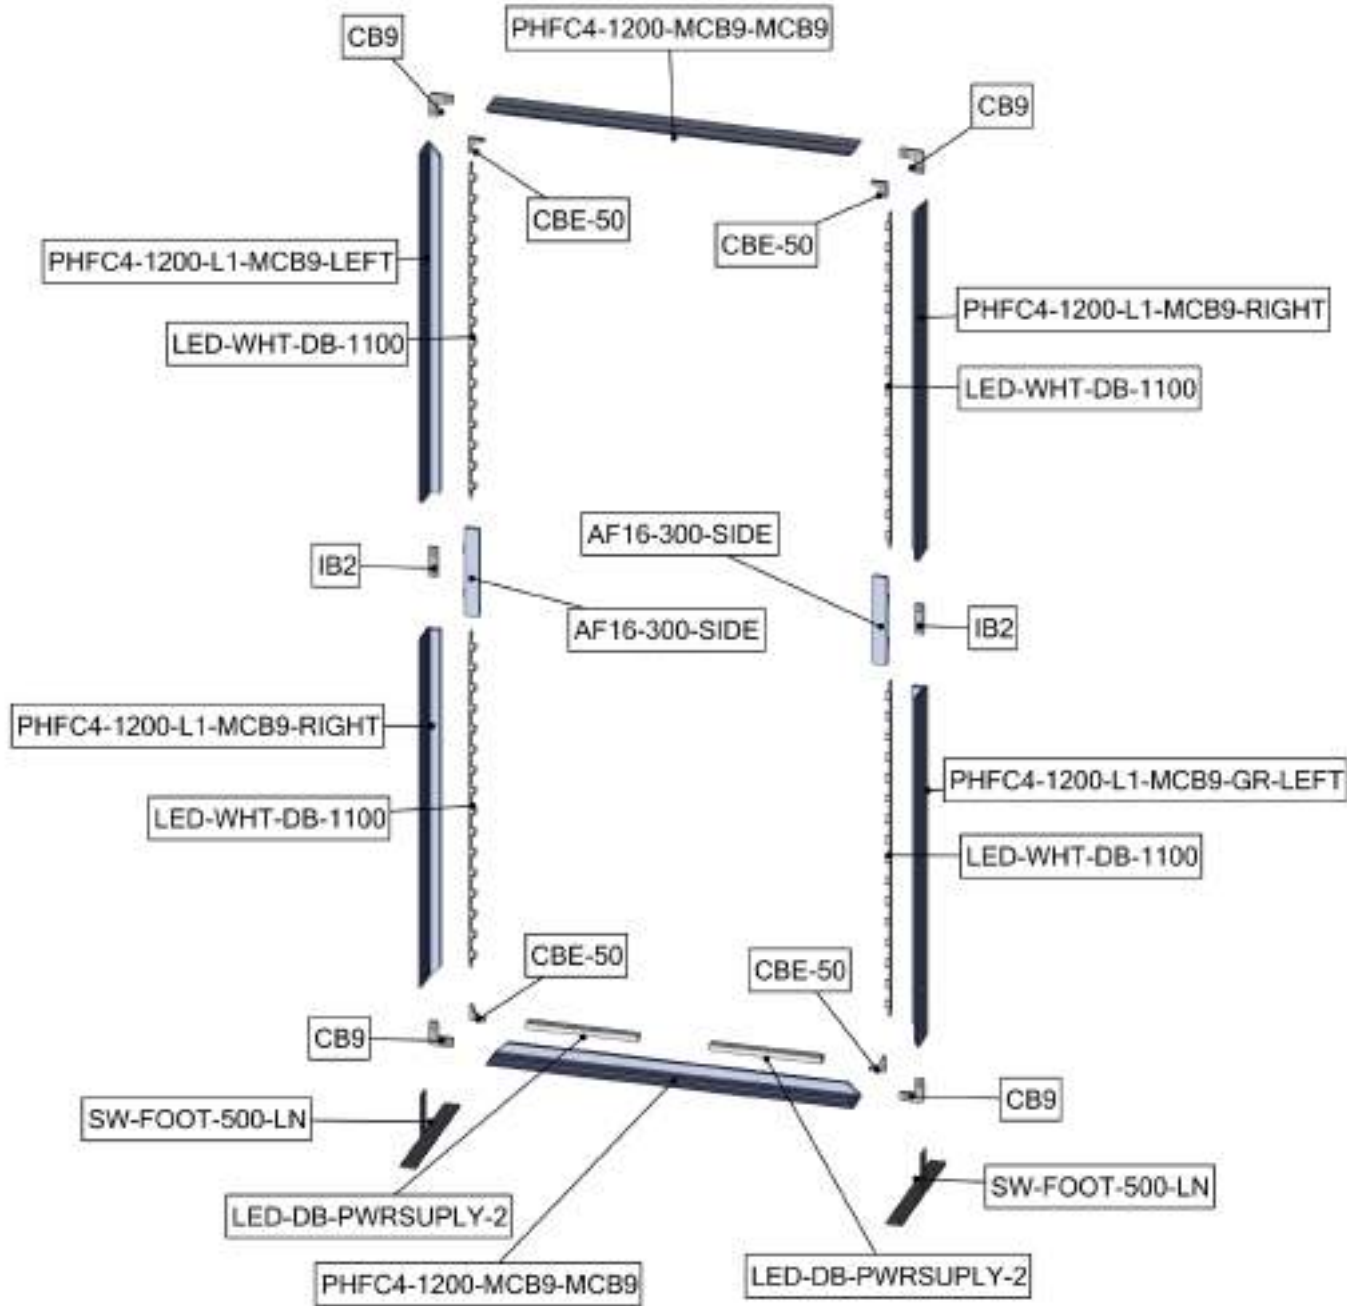 PHFC4-1200-MCB9-MCB9
CB9
CB9
CBE-50
CBE-50
PHFC4-1200-L1-MCB9-LEFT
PHFC4-1200-L1-MCB9-RIGHT
LED-WHT-DB-1100
LED-WHT-DB-1100
AF16-300-SIDE
IB2
AF16-300-SIDE
IB2
PHFC4-1200-L1-MCB9-RIGHT
PHFC4-1200-L1-MCB9-GR-LEFT
LED-WHT-DB-1100
LED-WHT-DB-1100
CBE-50
CBE-50
CB9
CB9
SW-FOOT-500-LN
SW-FOOT-500-LN
LED-DB-PWRSUPLY-2
LED-DB-PWRSUPLY-2
PHFC4-1200-MCB9-MCB9